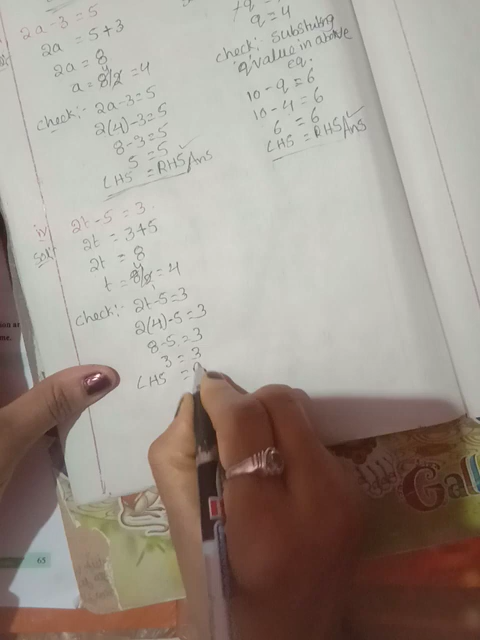 2a-3 = 5
2a = 5+3
2a = 8
a = 8/2 = 4
check:- 2a-3=5
2(4)-3=5
8-3=5
5 = 5
LHS = RHS/Ans
q = 4
check:- Substituting
q value in above
eq.
10-q=6
10-4=6
6 = 6
LHS = RHS/Ans
iv) 2t-5 = 3
Sol:- 2t = 3+5
2t = 8
t = 8/2 = 4
check:- 2t-5=3
2(4)-5=3
8-5=3
3 = 3
LHS =
65